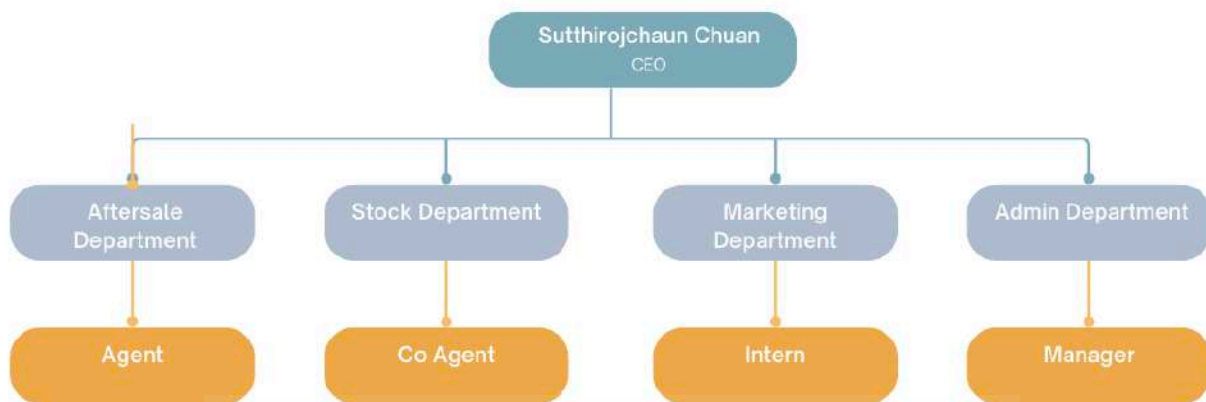 Sutthirojchaun Chuan
CEO
Aftersale
Department
Stock Department
Marketing
Department
Admin Department
Agent
Co Agent
Intern
Manager